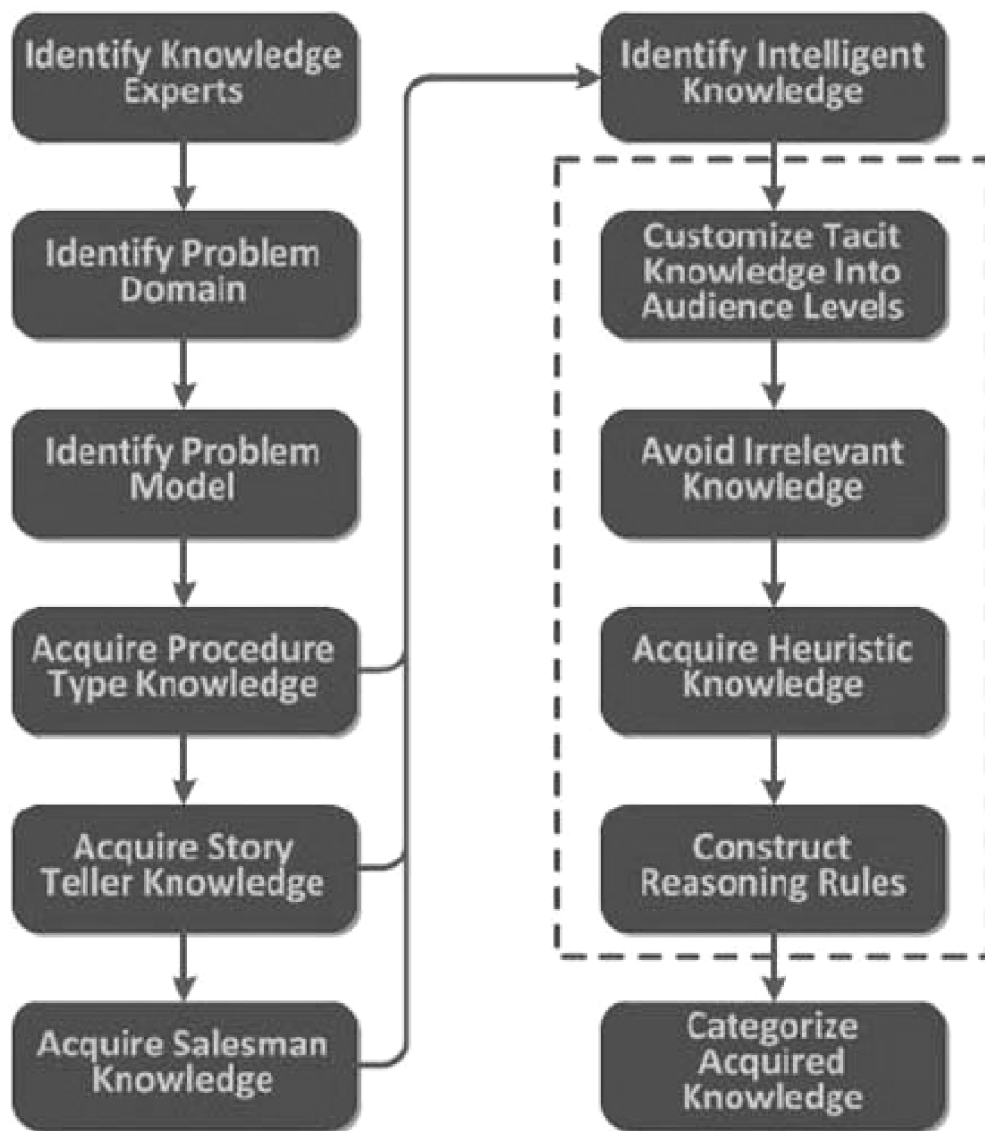 Identify Knowledge
Experts
Identify Problem
Domain
Identify Problem
Model
Acquire Procedure
Type Knowledge
Acquire Story
Teller Knowledge
Acquire Salesman
Knowledge
Identify Intelligent
Knowledge
Customize Tacit
Knowledge Into
Audience Levels
Avoid Irrelevant
Knowledge
Acquire Heuristic
Knowledge
Construct
Reasoning Rules
Categorize
Acquired
Knowledge